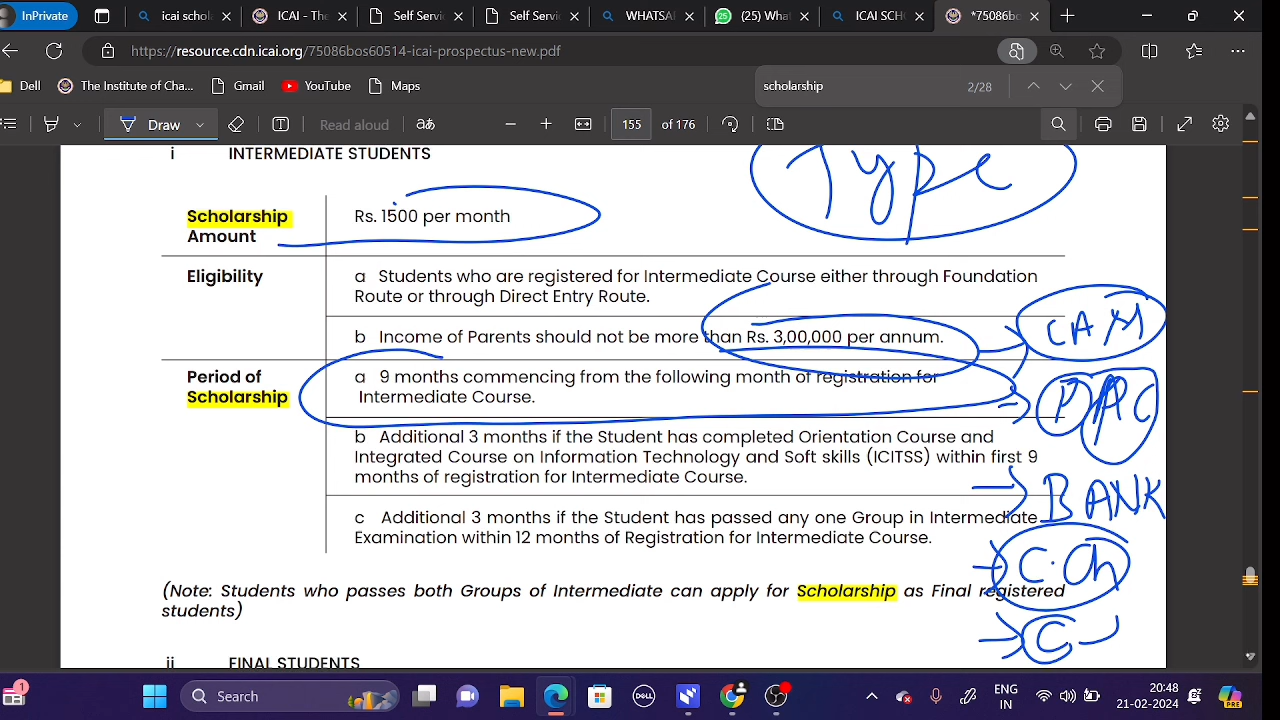 InPrivate
icai schola
ICAI - The
Self Servic
Self Servic
WHATSAP
(25) What
ICAI SCH
*75086bo
https://resource.cdn.icai.org/75086bos60514-icai-prospectus-new.pdf
Dell
The Institute of Cha...
Gmail
YouTube
Maps
scholarship
2/28
Draw
Read aloud
155
of 176
i INTERMEDIATE STUDENTS
Type
Scholarship Amount
Rs. 1500 per month
Eligibility
a Students who are registered for Intermediate Course either through Foundation
Route or through Direct Entry Route.
b Income of Parents should not be more than Rs. 3,00,000 per annum.
Period of Scholarship
a 9 months commencing from the following month of registration for
Intermediate Course.
b Additional 3 months if the Student has completed Orientation Course and
Integrated Course on Information Technology and Soft skills (ICITSS) within first 9
months of registration for Intermediate Course.
c Additional 3 months if the Student has passed any one Group in Intermediate
Examination within 12 months of Registration for Intermediate Course.
BANK
C.Ch
C
(Note: Students who passes both Groups of Intermediate can apply for Scholarship as Final registered
students)
ii FINAL STUDENTS
1
Search
DELL
ENG
IN
20:48
21-02-2024
PRE